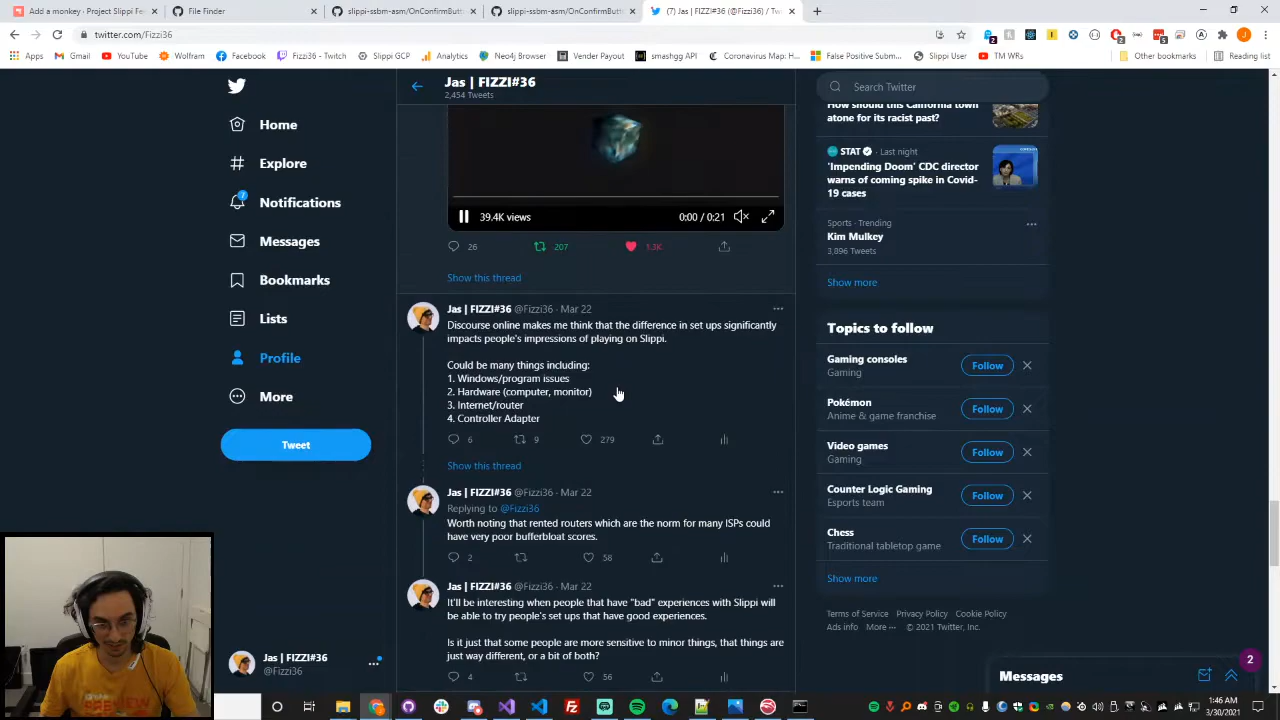 Add a monkey · Project Slippi Fe
File Finder
slippi-ssbm-asm/OnConfirmButt
slippi-ssbm-asm/OnConfirmButt
(7) Jas | FIZZI#36 (@Fizzi36) / Tw
twitter.com/Fizzi36
Apps
Gmail
YouTube
Wolfram
Facebook
Fizzi36 - Twitch
Slippi GCP
Analytics
Neo4j Browser
Vender Payout
smashgg API
Coronavirus Map: H
False Positive Subm
Slippi User
TM WRs
Other bookmarks
Reading list
Jas | FIZZI#36
2,454 Tweets
Search Twitter
Home
Explore
7
Notifications
Messages
Bookmarks
Lists
Profile
More
Tweet
39.4K views
0:00 / 0:21
26
207
1.3K
Show this thread
Jas | FIZZI#36 @Fizzi36 · Mar 22
Discourse online makes me think that the difference in set ups significantly
impacts people's impressions of playing on Slippi.
Could be many things including:
1. Windows/program issues
2. Hardware (computer, monitor)
3. Internet/router
4. Controller Adapter
6
9
279
Show this thread
Jas | FIZZI#36 @Fizzi36 · Mar 22
Replying to @Fizzi36
Worth noting that rented routers which are the norm for many ISPs could
have very poor bufferbloat scores.
2
58
Jas | FIZZI#36 @Fizzi36 · Mar 22
It'll be interesting when people that have "bad" experiences with Slippi will
be able to try people's set ups that have good experiences.
Is it just that some people are more sensitive to minor things, that things are
just way different, or a bit of both?
4
56
How should this California town
atone for its racist past?
STAT · Last night
'Impending Doom' CDC director
warns of coming spike in Covid-
19 cases
Sports · Trending
Kim Mulkey
3,896 Tweets
Show more
Topics to follow
Gaming consoles
Gaming
Follow
Pokémon
Anime & game franchise
Follow
Video games
Gaming
Follow
Counter Logic Gaming
Esports team
Follow
Chess
Traditional tabletop game
Follow
Show more
Terms of Service Privacy Policy Cookie Policy
Ads info More ··· © 2021 Twitter, Inc.
Jas | FIZZI#36
@Fizzi36
Messages
2
1:46 AM
3/30/2021